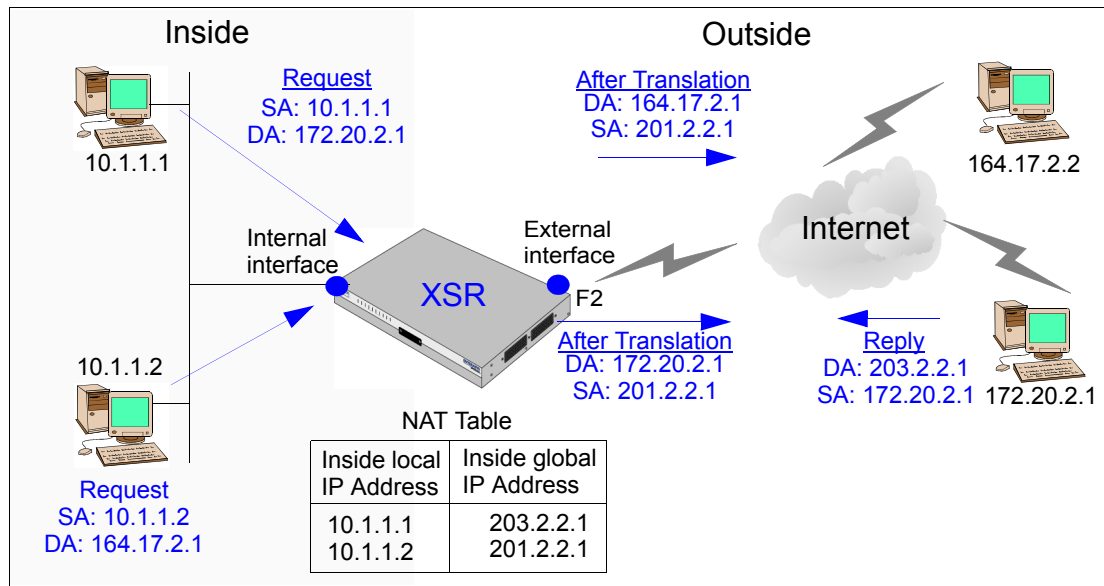 Inside
Outside
Request
SA: 10.1.1.1
DA: 172.20.2.1
After Translation
DA: 164.17.2.1
SA: 201.2.2.1
10.1.1.1
164.17.2.2
Internal
interface
External
interface
Internet
XSR
F2
After Translation
DA: 172.20.2.1
SA: 201.2.2.1
Reply
DA: 203.2.2.1
SA: 172.20.2.1
172.20.2.1
10.1.1.2
Request
SA: 10.1.1.2
DA: 164.17.2.1
NAT Table
Inside local
IP Address
Inside global
IP Address
10.1.1.1 203.2.2.1
10.1.1.2 201.2.2.1